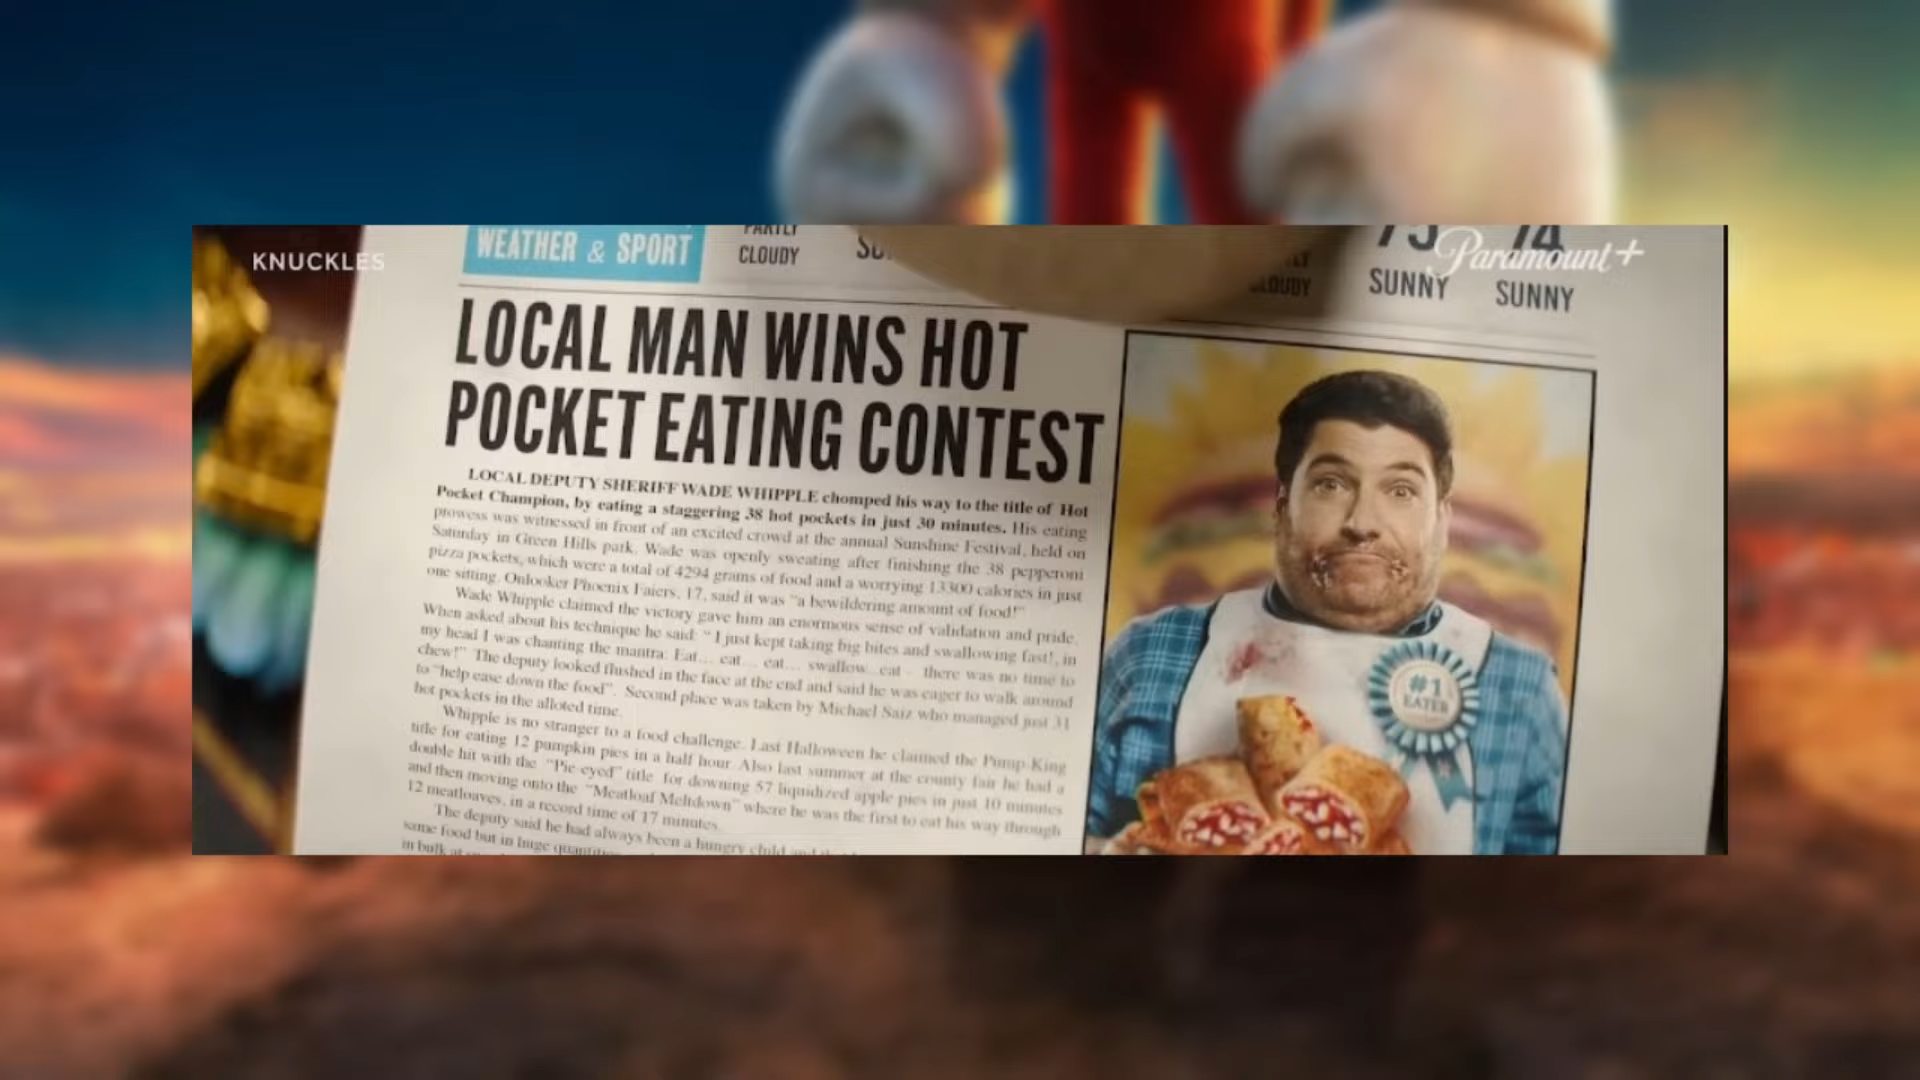 KNUCKLES
Paramount+
WEATHER & SPORT
PARTLY
CLOUDY
CLOUDY
75
SUNNY
74
SUNNY
LOCAL MAN WINS HOT
POCKET EATING CONTEST
LOCAL DEPUTY SHERIFF WADE WHIPPLE chomped his way to the title of Hot
Pocket Champion, by eating a staggering 38 hot pockets in just 30 minutes. His eating
prowess was witnessed in front of an excited crowd at the annual Sunshine Festival, held on
Saturday in Green Hills park. Wade was openly sweating after finishing the 38 pepperoni
pizza pockets, which were a total of 4294 grams of food and a worrying 13300 calories in just
one sitting. Onlooker Phoenix Faiers, 17, said it was "a bewildering amount of food!"
Wade Whipple claimed the victory gave him an enormous sense of validation and pride.
When asked about his technique he said: "I just kept taking big bites and swallowing fast!, in
my head I was chanting the mantra: Eat... eat... eat... swallow...eat - there was no time to
chew!" The deputy looked flushed in the face at the end and said he was eager to walk around
to "help ease down the food". Second place was taken by Michael Saiz who managed just 31
hot pockets in the alloted time.
Whipple is no stranger to a food challenge. Last Halloween he claimed the Pump-King
title for eating 12 pumpkin pies in a half hour. Also last summer at the county fair he had a
double hit with the "Pie-eyed" title for downing 57 liquidized apple pies in just 10 minutes
and then moving onto the "Meatloaf Meltdown" where he was the first to eat his way through
12 meatloaves, in a record time of 17 minutes.
The deputy said he had always been a hungry child and
same food but in huge
in bulk at
#1
EATER